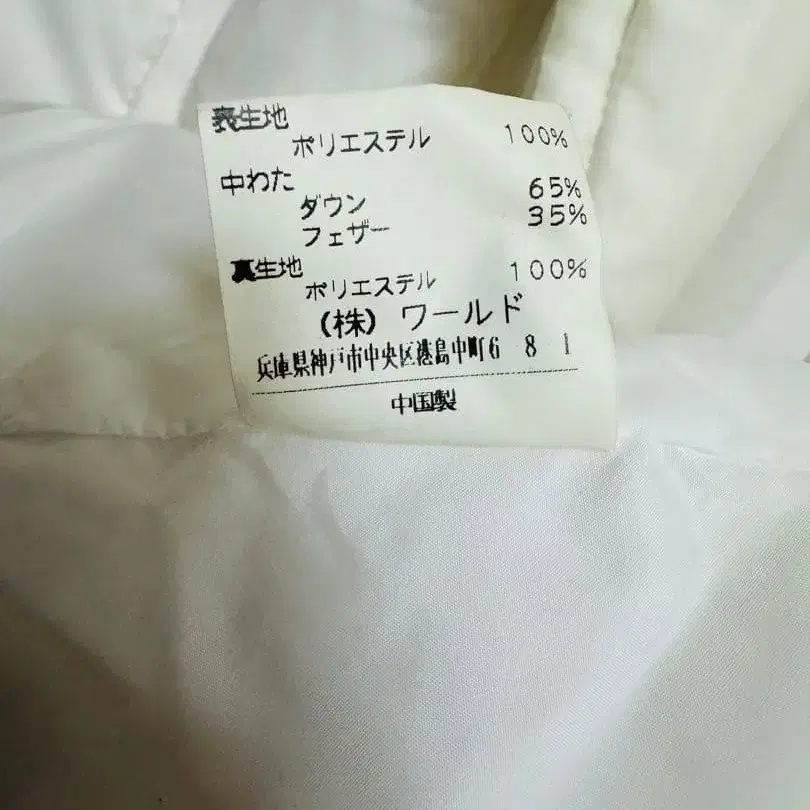 表生地
ポリエステル 100%
中わた
ダウン 65%
フェザー 35%
裏生地
ポリエステル 100%
(株) ワールド
兵庫県神戸市中央区港島中町6 8 1
中国製